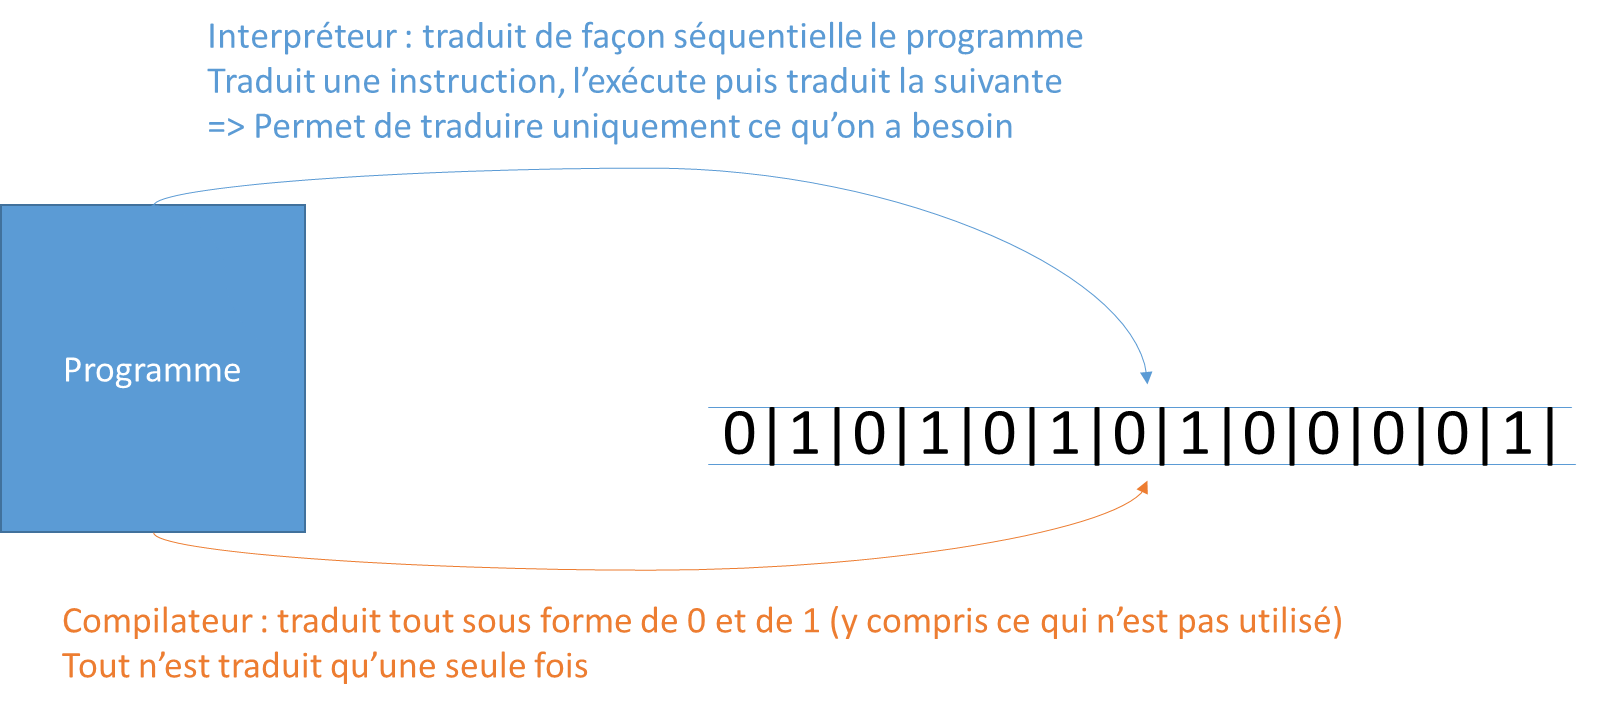 Interpréteur : traduit de façon séquentielle le programme
Traduit une instruction, l'exécute puis traduit la suivante
=> Permet de traduire uniquement ce qu'on a besoin
Programme
0|1|0|1|0|1|0|1|0|0|0|0|1|
Compilateur : traduit tout sous forme de 0 et de 1 (y compris ce qui n'est pas utilisé)
Tout n'est traduit qu'une seule fois